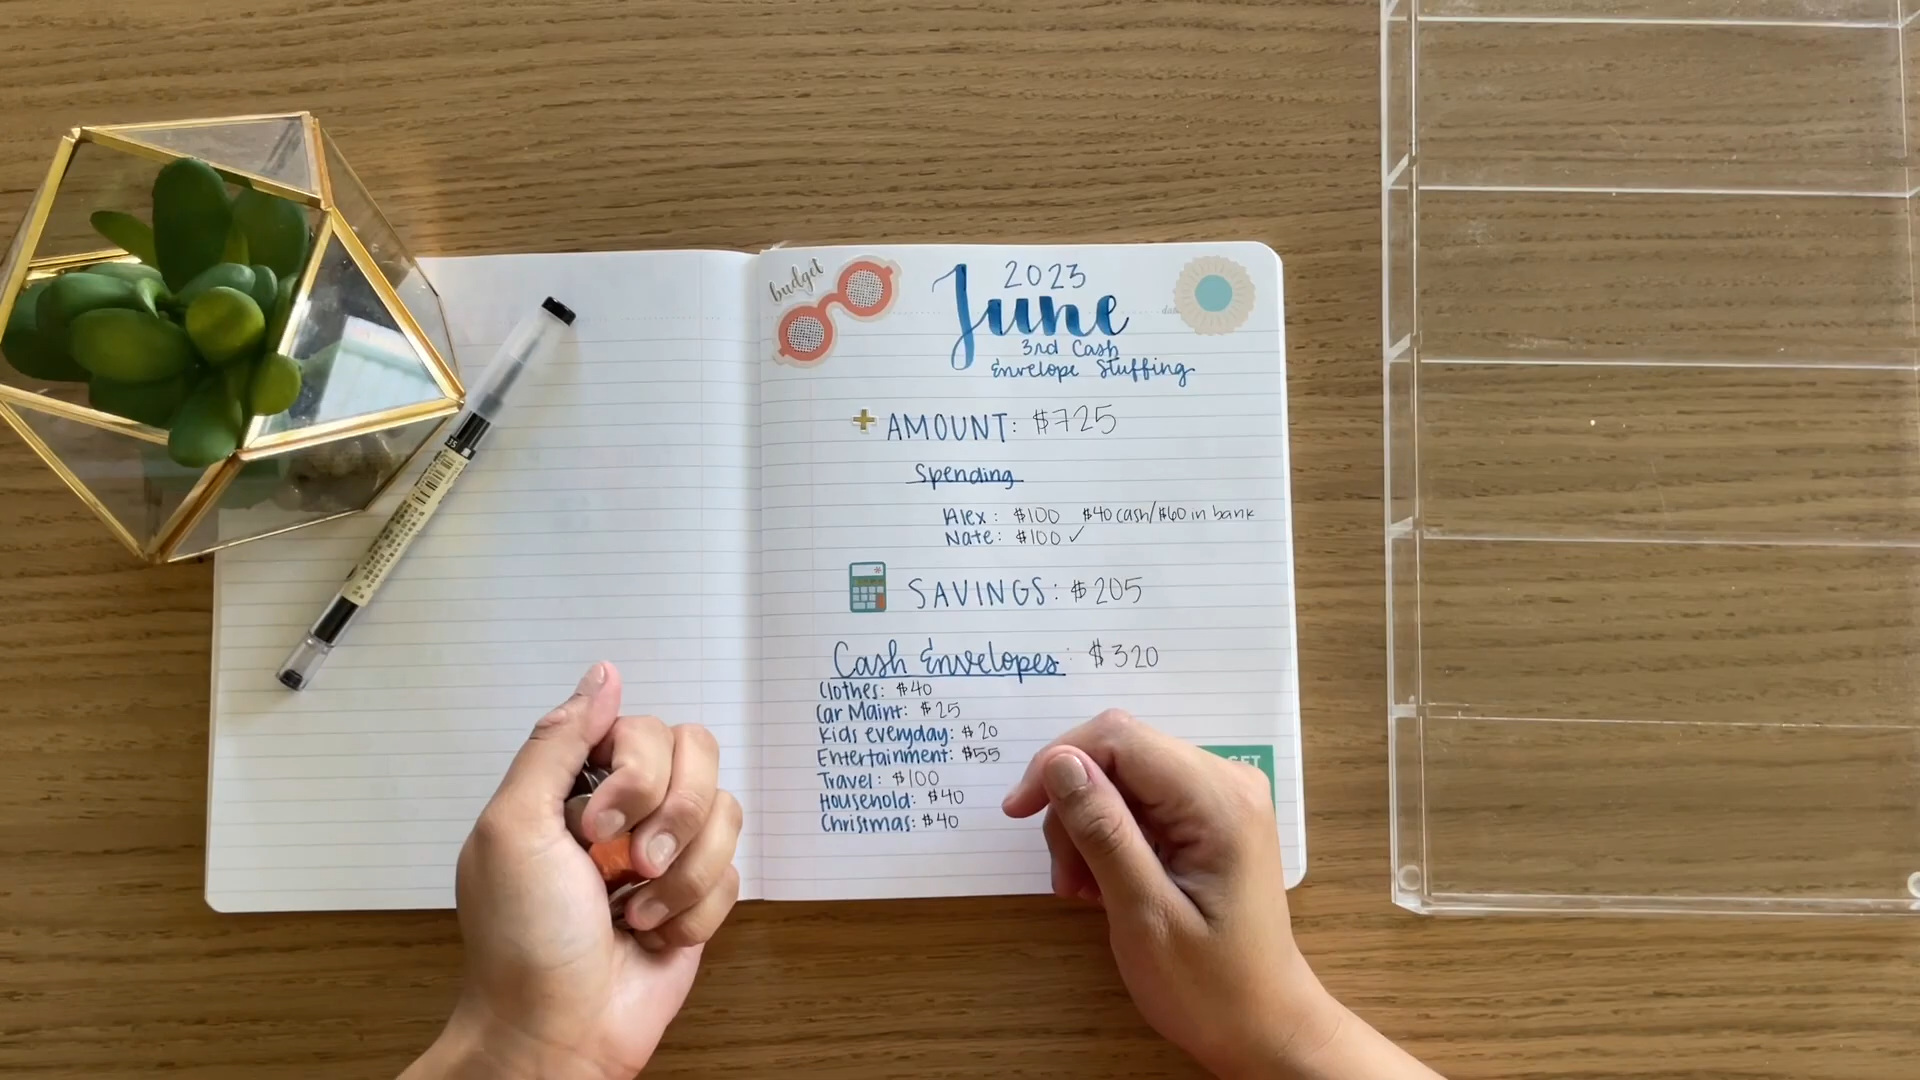 budget
2023
June
date
3rd Cash
Envelope Stuffing
AMOUNT: $725
Spending
Alex: $100 $40 cash/$60 in bank
Nate: $100 ✓
SAVINGS: $205
Cash Envelopes: $320
Clothes: $40
Car Maint: $25
Kids everyday: $20
Entertainment: $55
Travel: $100
Household: $40
Christmas: $40